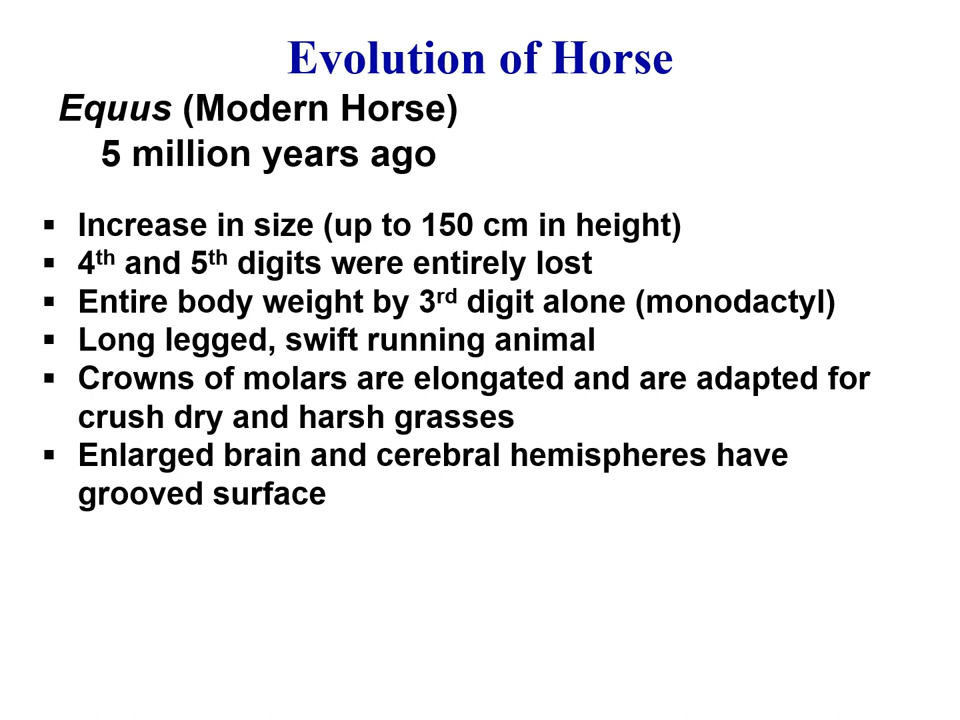 Evolution of Horse
Equus (Modern Horse)
5 million years ago
▪ Increase in size (up to 150 cm in height)
▪ 4th and 5th digits were entirely lost
▪ Entire body weight by 3rd digit alone (monodactyl)
▪ Long legged, swift running animal
▪ Crowns of molars are elongated and are adapted for
crush dry and harsh grasses
▪ Enlarged brain and cerebral hemispheres have
grooved surface